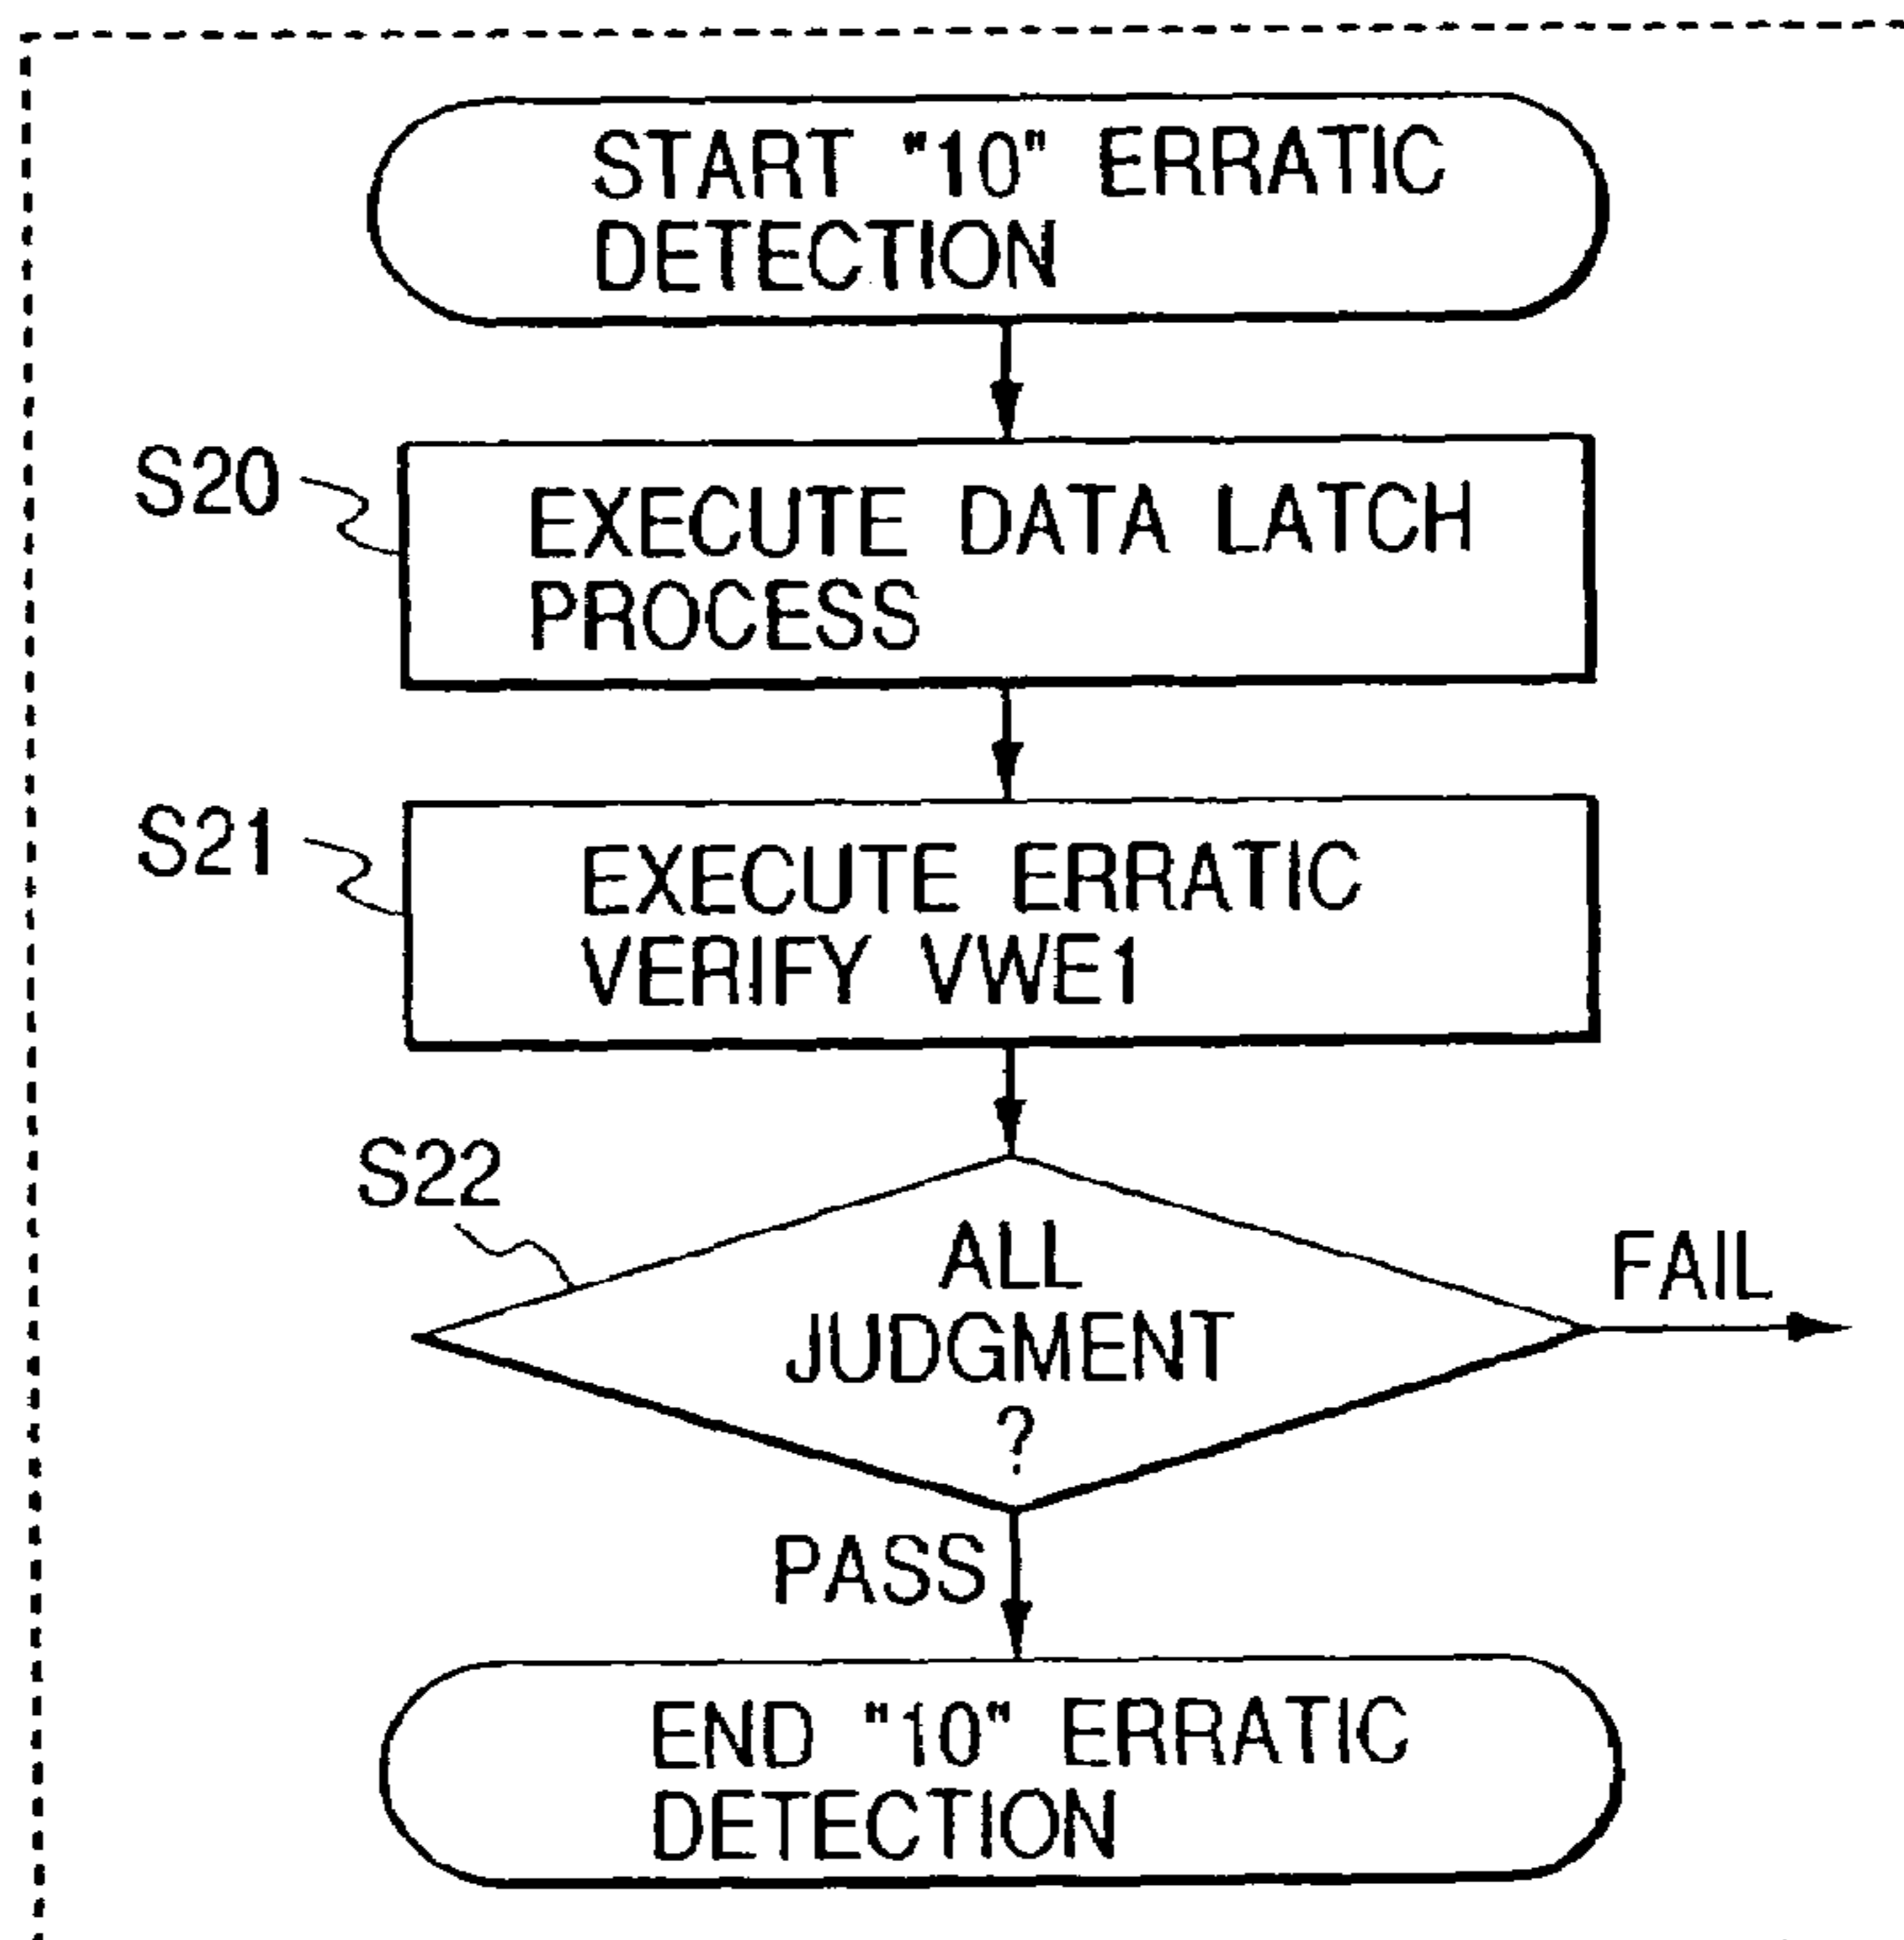 START "10" ERRATIC
DETECTION
S20
EXECUTE DATA LATCH
PROCESS
S21
EXECUTE ERRATIC
VERIFY VWE1
S22
ALL
JUDGMENT
?
FAIL
PASS
END "10" ERRATIC
DETECTION